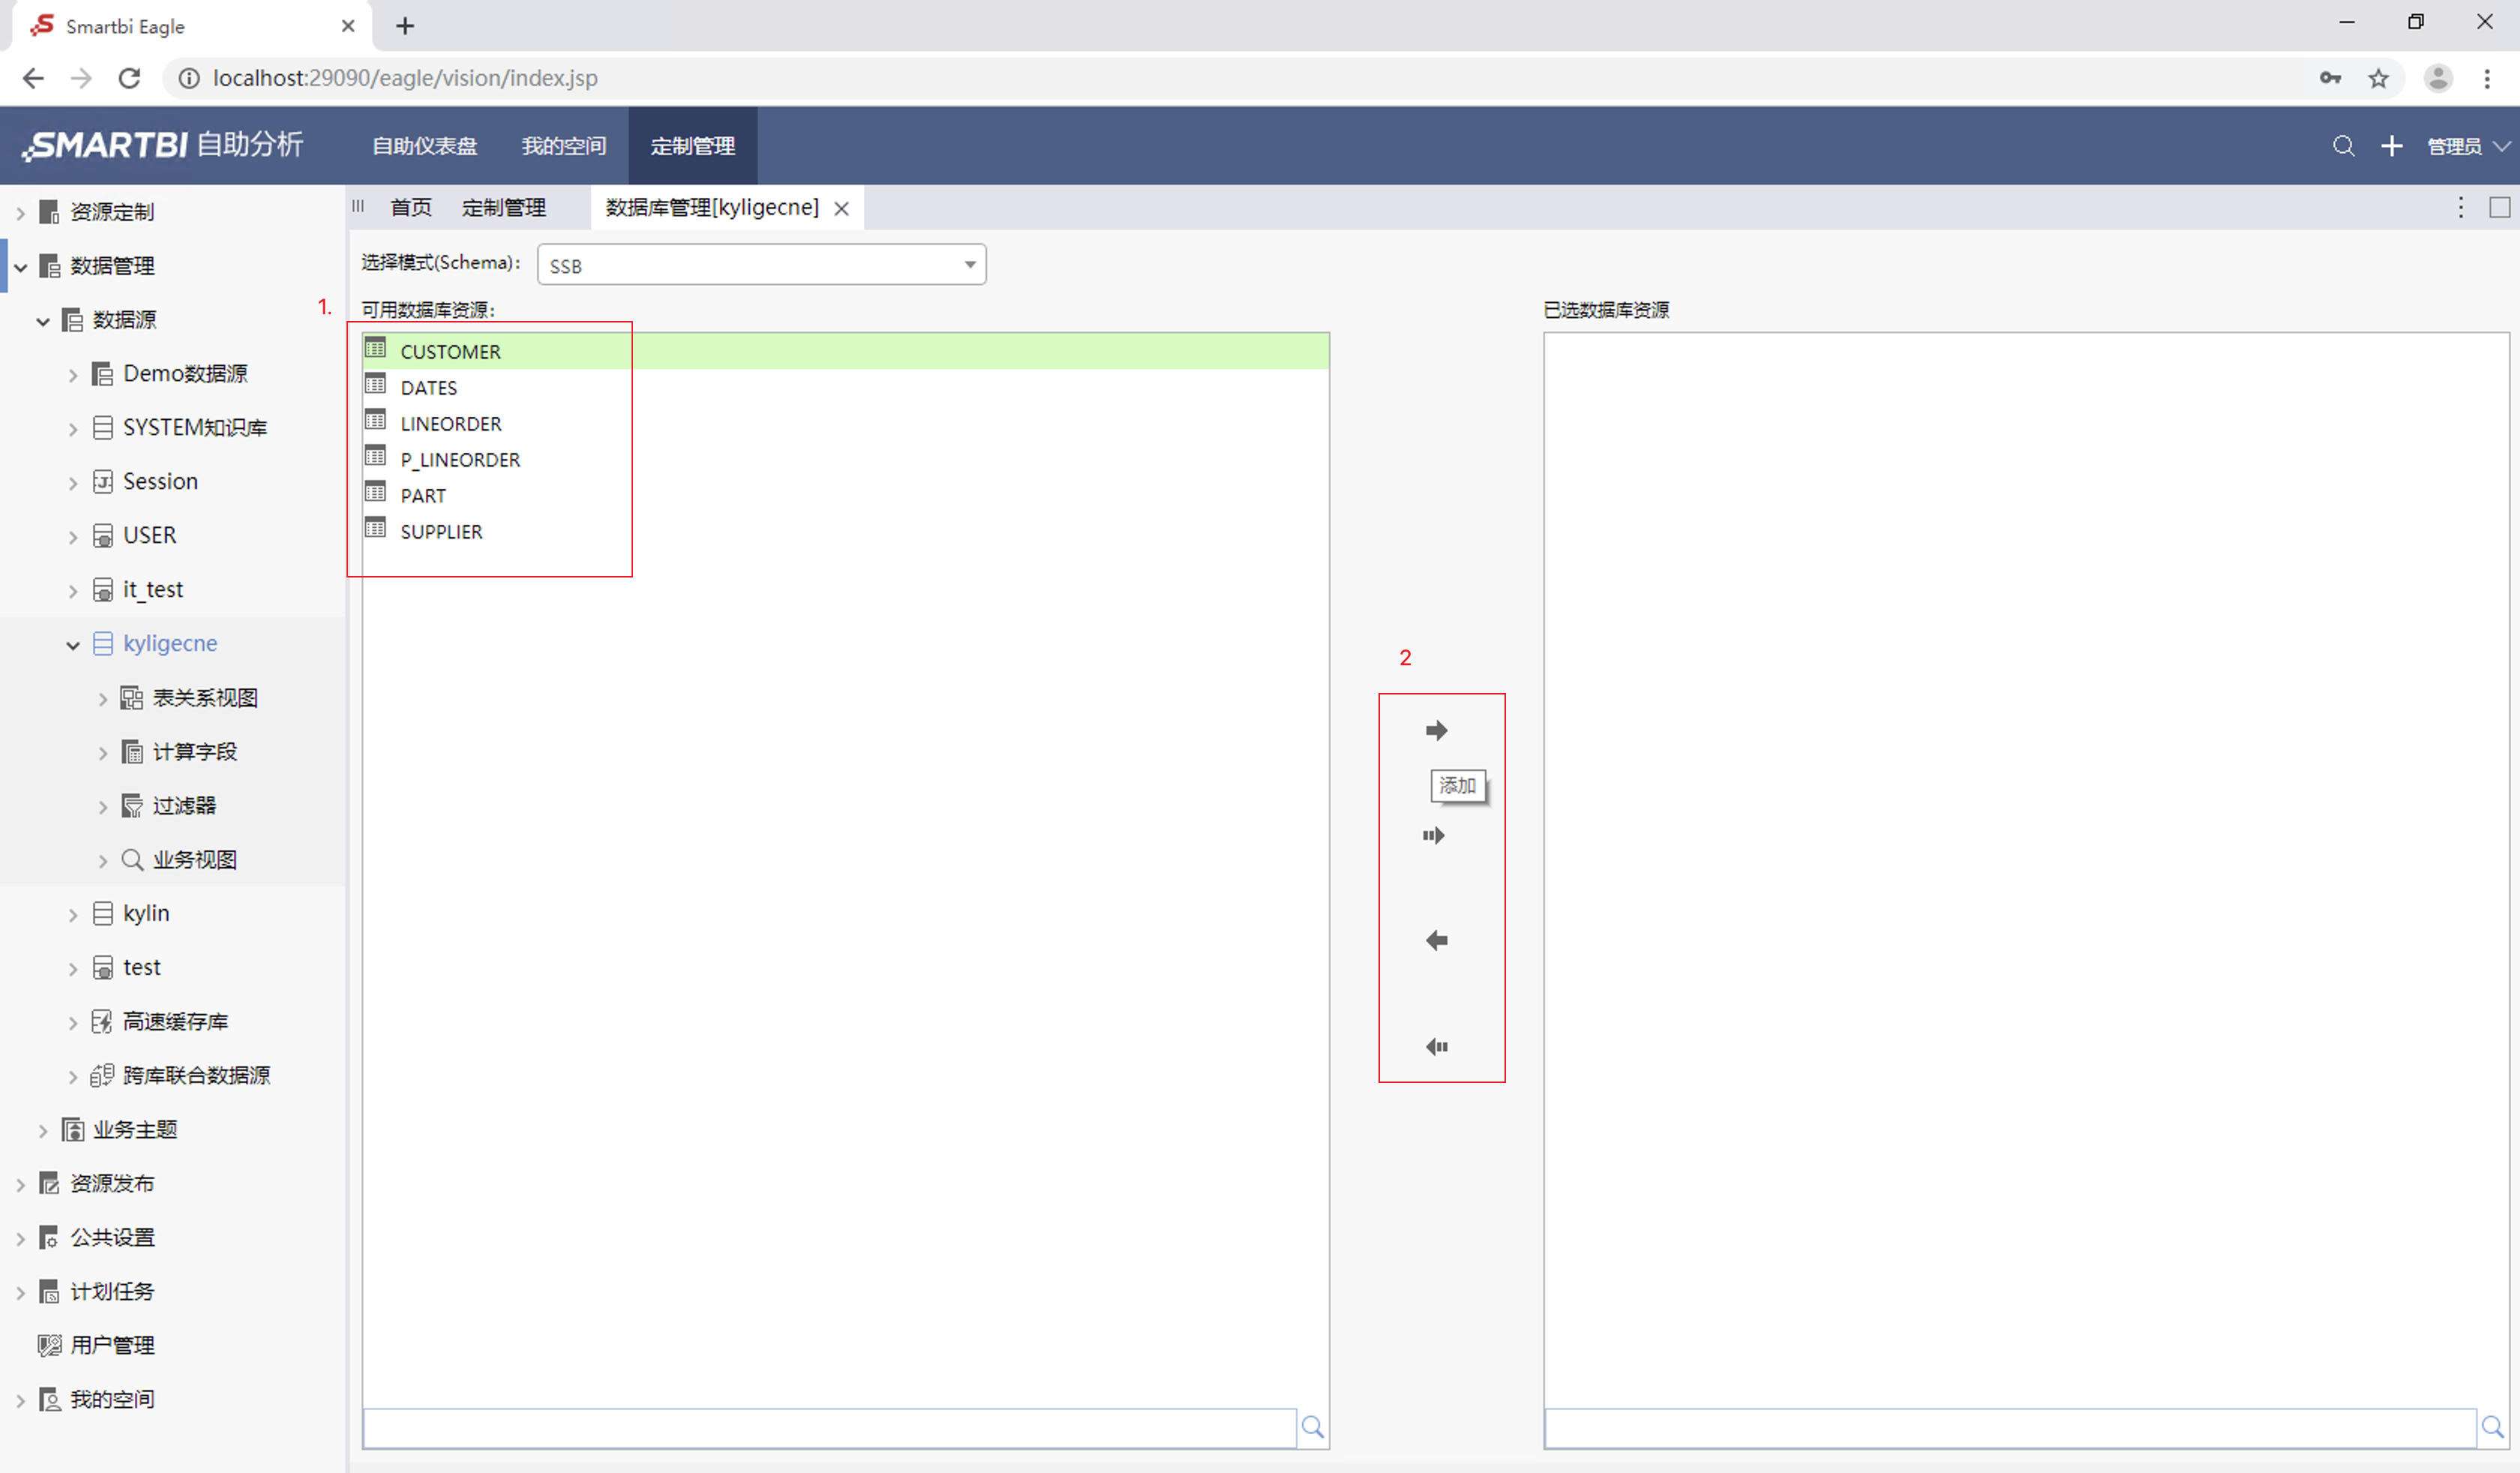 Smartbi Eagle
localhost:29090/eagle/vision/index.jsp
SMARTBI 自助分析
自助仪表盘
我的空间
定制管理
管理员
资源定制
数据管理
数据源
Demo数据源
SYSTEM知识库
Session
USER
it_test
kyligecne
表关系视图
计算字段
过滤器
业务视图
kylin
test
高速缓存库
跨库联合数据源
业务主题
资源发布
公共设置
计划任务
用户管理
我的空间
首页
定制管理
数据库管理[kyligecne]
选择模式(Schema)：
SSB
1.
可用数据库资源：
CUSTOMER
DATES
LINEORDER
P_LINEORDER
PART
SUPPLIER
2
添加
已选数据库资源